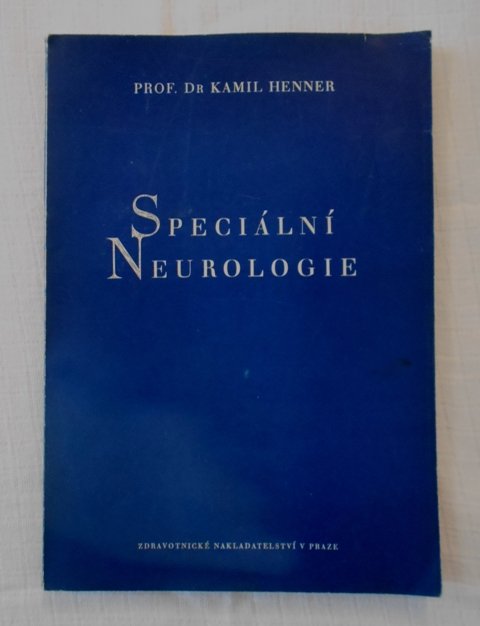 PROF. DR KAMIL HENNER
SPECIÁLNÍ
NEUROLOGIE
ZDRAVOTNICKÉ NAKLADATELSTVÍ V PRAZE